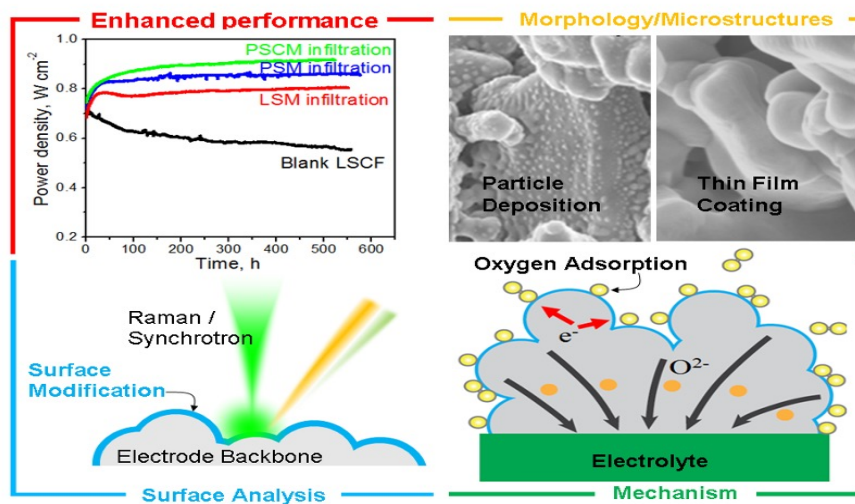 Enhanced performance
Morphology/Microstructures
1.0
0.8
0.6
0.4
0.2
Power density, W cm⁻²
PSCM infiltration
PSM infiltration
LSM infiltration
Blank LSCF
0 100 200 300 400 500 600
Time, h
Particle
Deposition
Thin Film
Coating
Raman /
Synchrotron
Surface
Modification
Electrode Backbone
Oxygen Adsorption
e⁻
O²⁻
Electrolyte
Surface Analysis
Mechanism